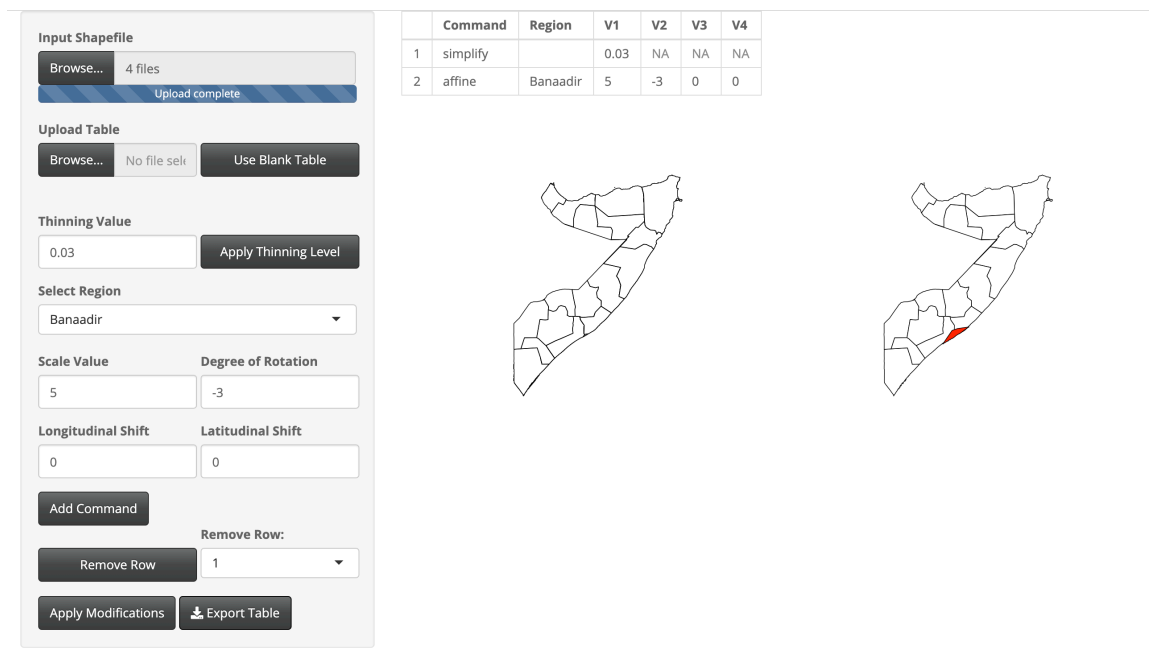 Input Shapefile
Browse... 4 files
Upload complete
Upload Table
Browse... No file sele Use Blank Table
Thinning Value
0.03 Apply Thinning Level
Select Region
Banaadir
Scale Value Degree of Rotation
5 -3
Longitudinal Shift Latitudinal Shift
0 0
Add Command
Remove Row:
Remove Row 1
Apply Modifications Export Table
Command Region V1 V2 V3 V4
1 simplify 0.03 NA NA NA
2 affine Banaadir 5 -3 0 0